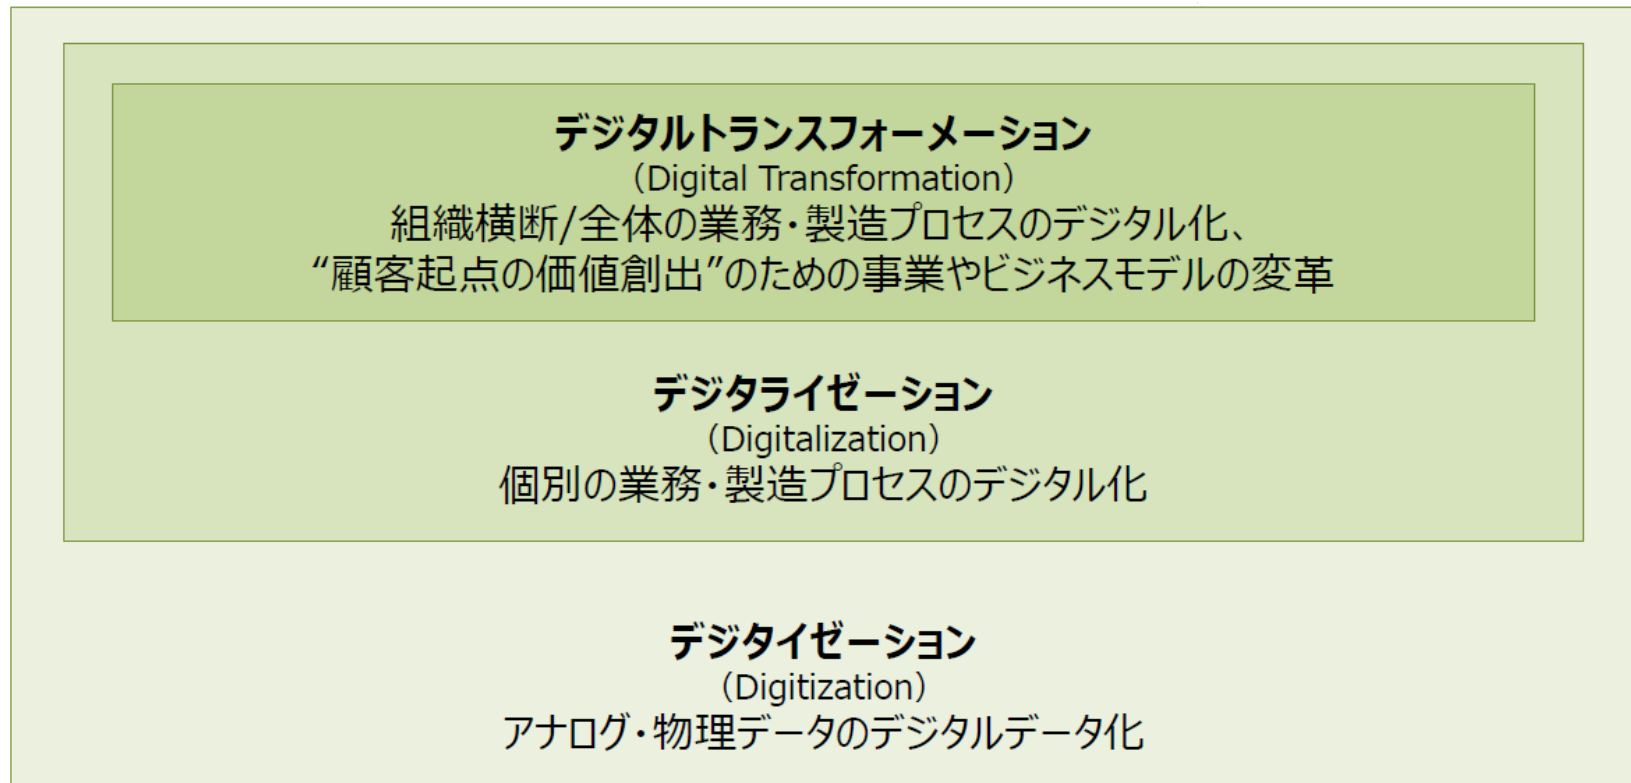 デジタルトランスフォーメーション
（Digital Transformation）
組織横断/全体の業務・製造プロセスのデジタル化、
“顧客起点の価値創出”のための事業やビジネスモデルの変革
デジタライゼーション
（Digitalization）
個別の業務・製造プロセスのデジタル化
デジタイゼーション
（Digitization）
アナログ・物理データのデジタルデータ化